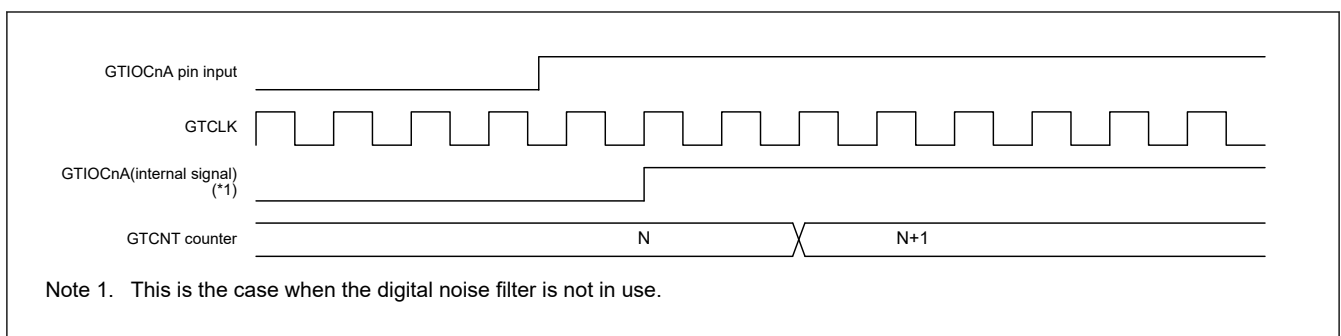 GTIOCnA pin input
GTCLK
GTIOCnA(internal signal)
(*1)
GTCNT counter
N
N+1
Note 1. This is the case when the digital noise filter is not in use.